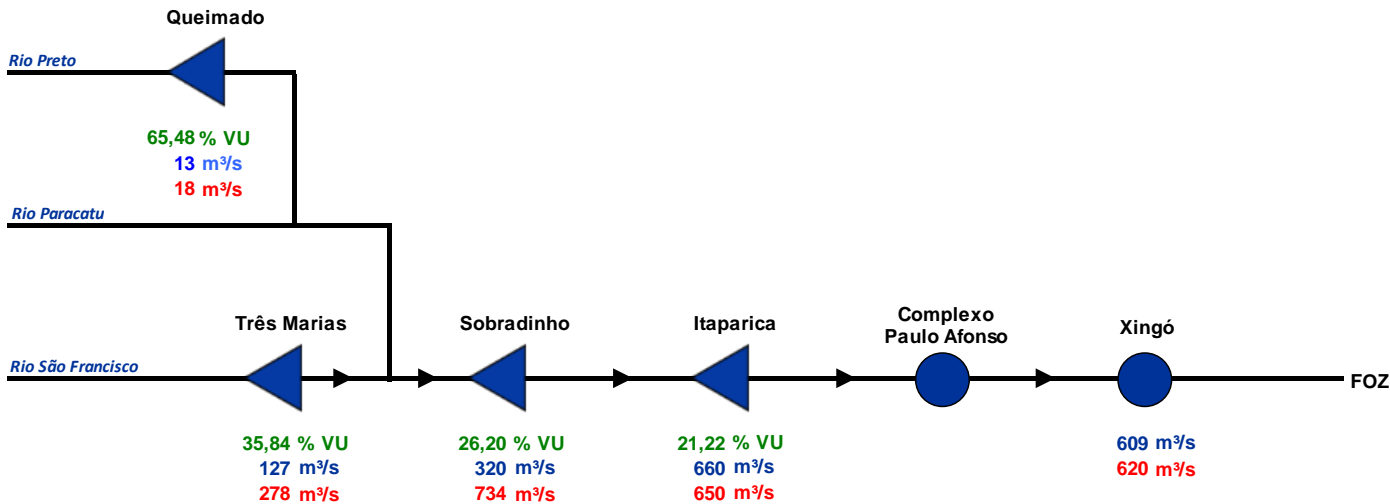 Queimado
Rio Preto
65,48 % VU
13 m³/s
18 m³/s
Rio Paracatu
Três Marias
Sobradinho
Itaparica
Complexo
Paulo Afonso
Xingó
Rio São Francisco
FOZ
35,84 % VU
127 m³/s
278 m³/s
26,20 % VU
320 m³/s
734 m³/s
21,22 % VU
660 m³/s
650 m³/s
609 m³/s
620 m³/s